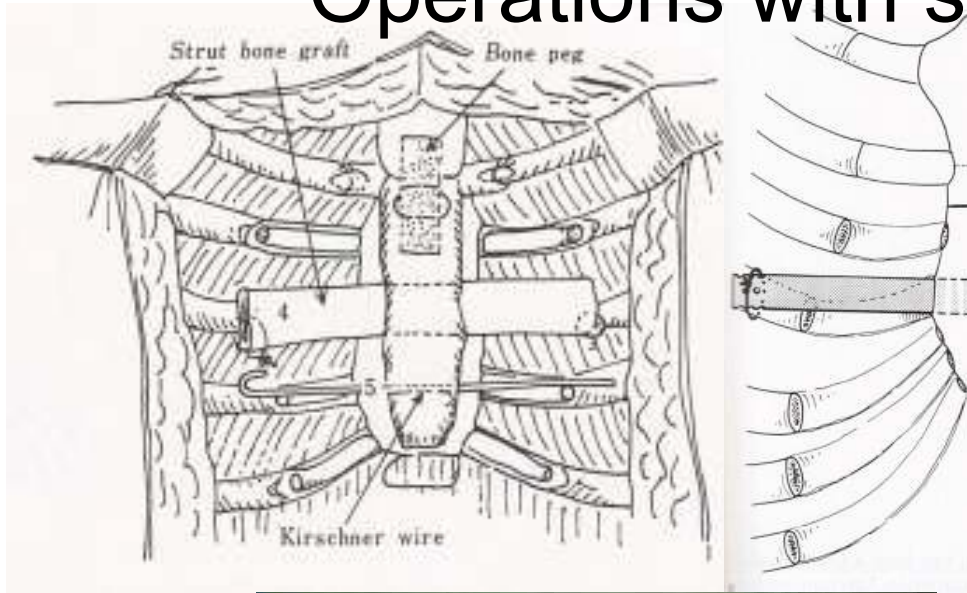 Operations with s
Strut bone graft
Bone peg
4
5
Kirschner wire